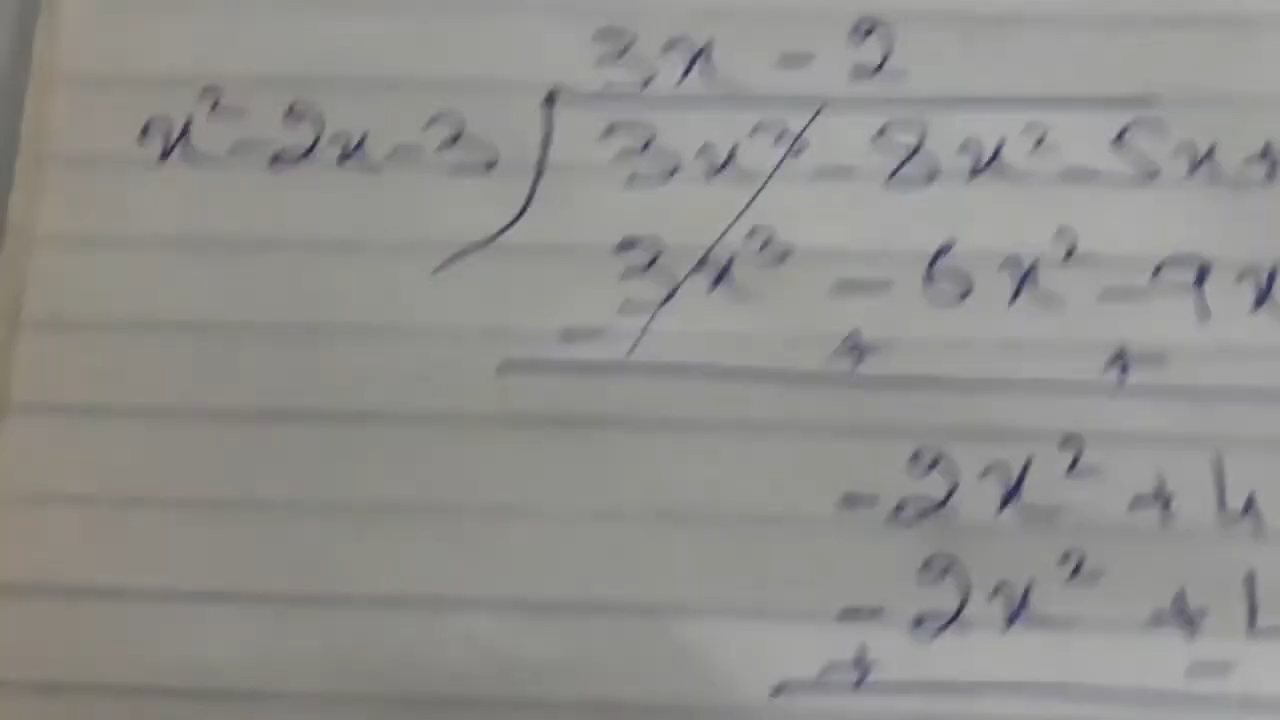 3x - 2
x² - 2x - 3 ) 3x³ - 8x² - 5x +
3x³ - 6x² - 9x
- + +
-2x² + 4
-2x² + 4
+ -